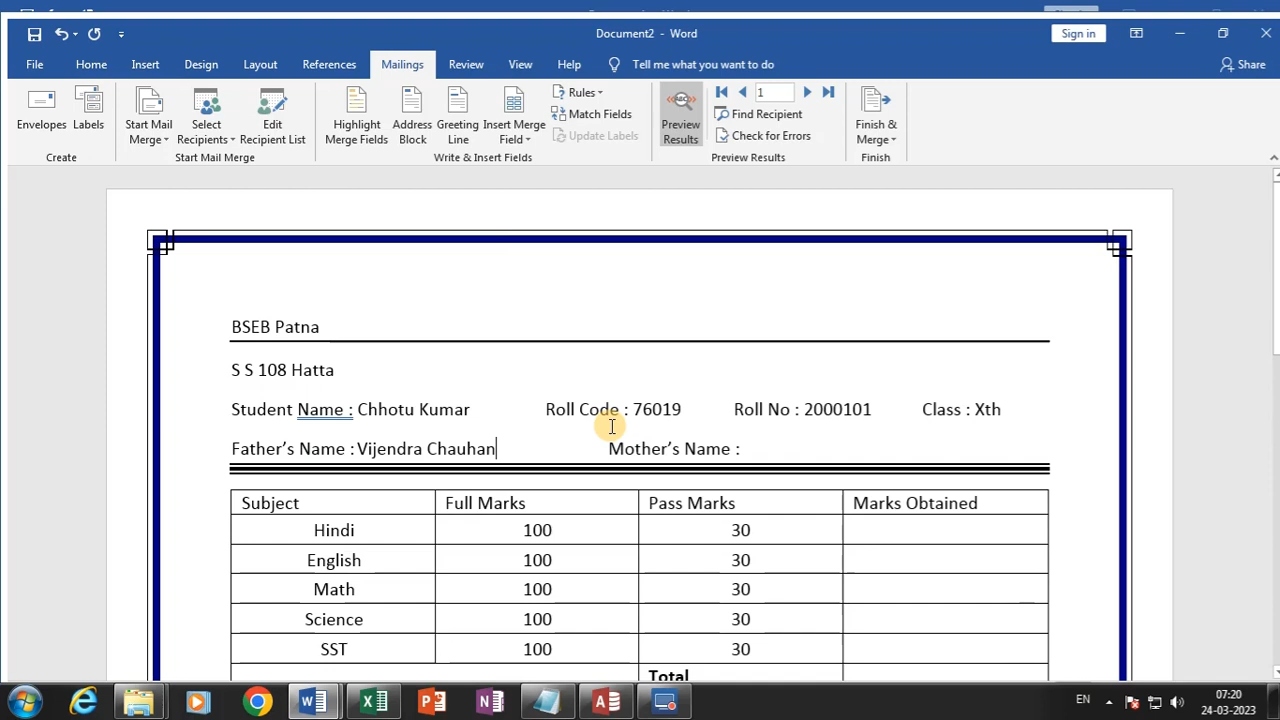 Document2 - Word
Sign in
File Home Insert Design Layout References Mailings Review View Help Tell me what you want to do Share
Envelopes Labels
Create
Start Mail Merge Select Recipients Edit Recipient List
Start Mail Merge
Highlight Merge Fields Address Block Greeting Line Insert Merge Field
Rules
Match Fields
Update Labels
Write & Insert Fields
ABC
Preview Results
1
Find Recipient
Check for Errors
Preview Results
Finish & Merge
Finish
BSEB Patna
S S 108 Hatta
Student Name : Chhotu Kumar Roll Code : 76019 Roll No : 2000101 Class : Xth
Father’s Name : Vijendra Chauhan Mother’s Name :
Subject Full Marks Pass Marks Marks Obtained
Hindi 100 30
English 100 30
Math 100 30
Science 100 30
SST 100 30
Total
EN 07:20
24-03-2023